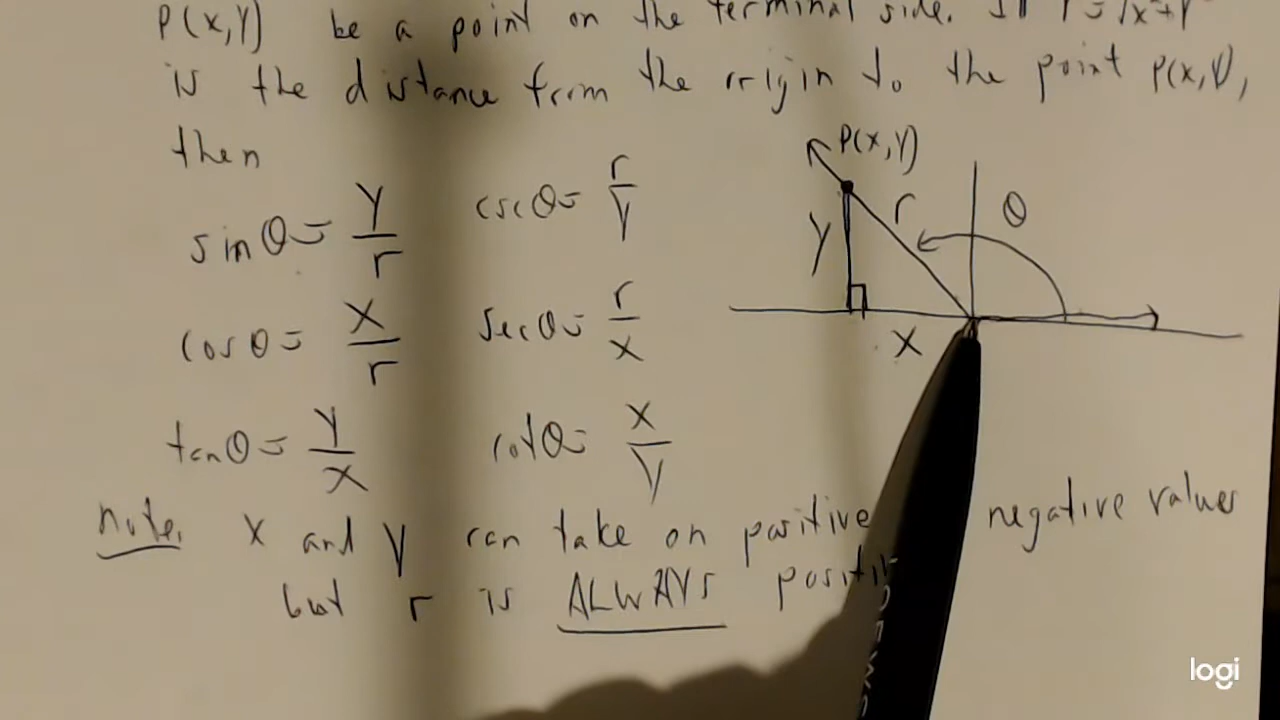 P(x,y) be a point on the terminal side. If r = √x²+y²
is the distance from the origin to the point P(x,y),
then
sin θ = y/r csc θ = r/y
cos θ = x/r sec θ = r/x
tan θ = y/x cot θ = x/y
P(x,y)
r
θ
y
x
note: x and y can take on positive negative values
but r is ALWAYS
logi